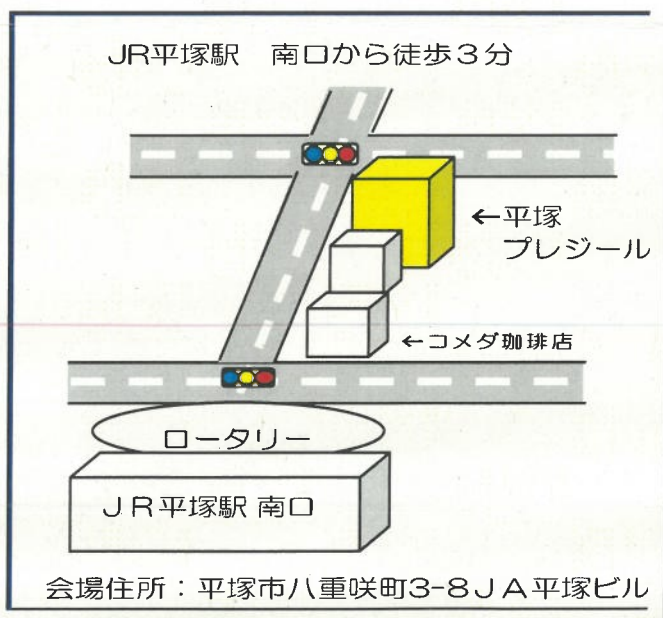 JR平塚駅　南口から徒歩３分
←平塚
プレジール
←コメダ珈琲店
ロータリー
ＪＲ平塚駅 南口
会場住所：平塚市八重咲町3-8ＪＡ平塚ビル